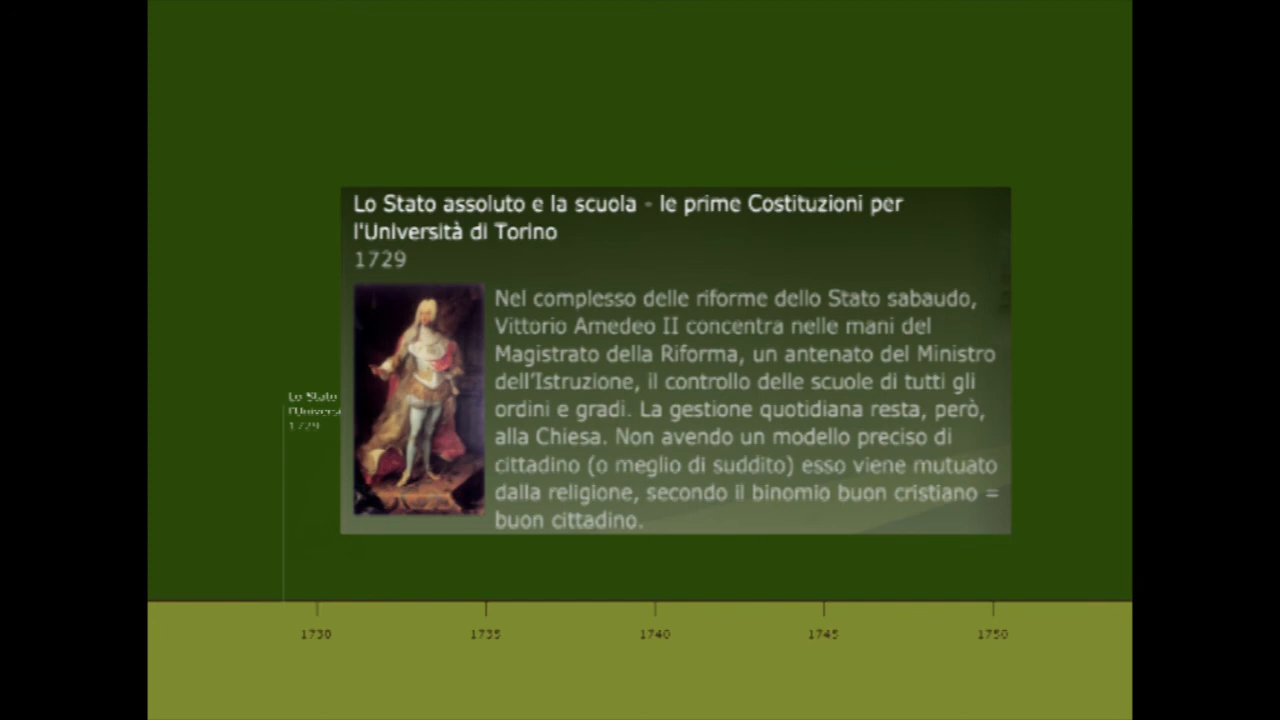 Lo Stato assoluto e la scuola - le prime Costituzioni per
l'Università di Torino
1729
Nel complesso delle riforme dello Stato sabaudo,
Vittorio Amedeo II concentra nelle mani del
Magistrato della Riforma, un antenato del Ministro
dell'Istruzione, il controllo delle scuole di tutti gli
ordini e gradi. La gestione quotidiana resta, però,
alla Chiesa. Non avendo un modello preciso di
cittadino (o meglio di suddito) esso viene mutuato
dalla religione, secondo il binomio buon cristiano =
buon cittadino.
Lo Stato
l'Univers
1729
1730 1735 1740 1745 1750